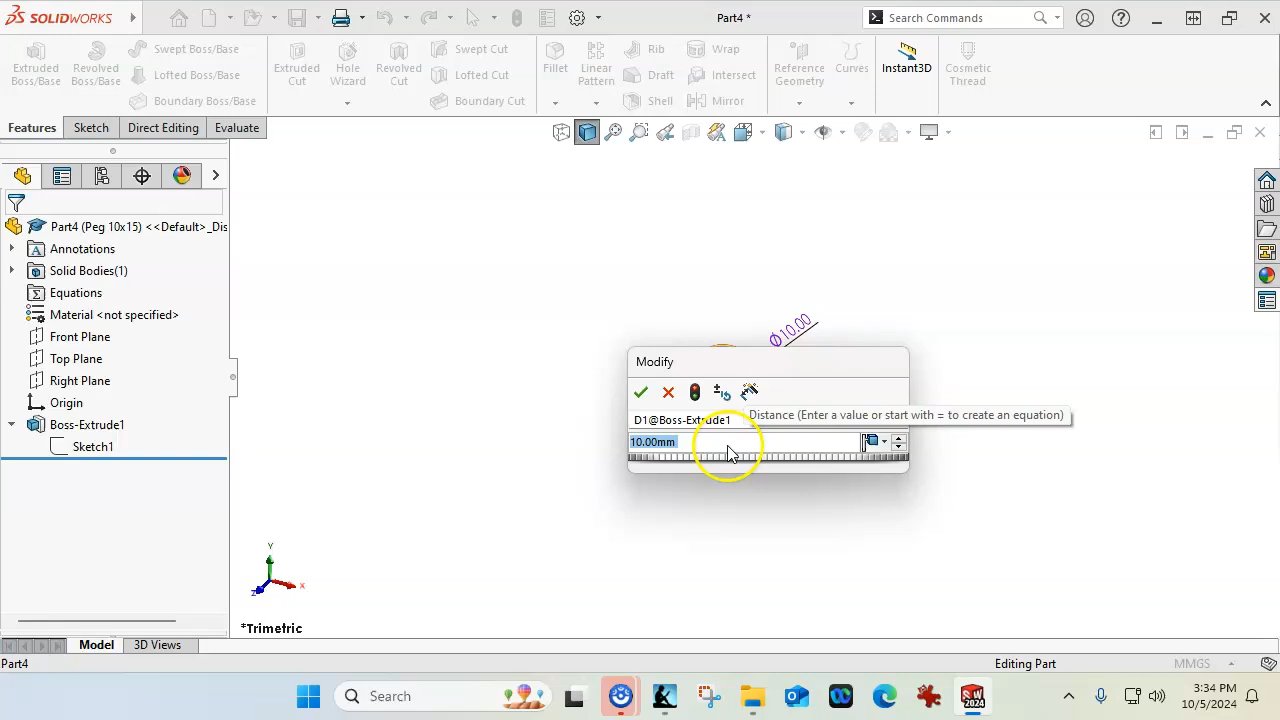 SOLIDWORKS
Part4 *
Search Commands
Extruded Boss/Base
Revolved Boss/Base
Swept Boss/Base
Lofted Boss/Base
Boundary Boss/Base
Extruded Cut
Hole Wizard
Revolved Cut
Swept Cut
Lofted Cut
Boundary Cut
Fillet
Linear Pattern
Rib
Draft
Shell
Wrap
Intersect
Mirror
Reference Geometry
Curves
Instant3D
Cosmetic Thread
Features
Sketch
Direct Editing
Evaluate
Part4 (Peg 10x15) <<Default>_Dis
Annotations
Solid Bodies(1)
Equations
Material <not specified>
Front Plane
Top Plane
Right Plane
Origin
Boss-Extrude1
Sketch1
Ø10.00
Modify
D1@Boss-Extrude1
Distance (Enter a value or start with = to create an equation)
10.00mm
Y
X
Z
*Trimetric
Model
3D Views
Part4
Editing Part
MMGS
Search
SW
2024
3:34 PM
10/5/2024